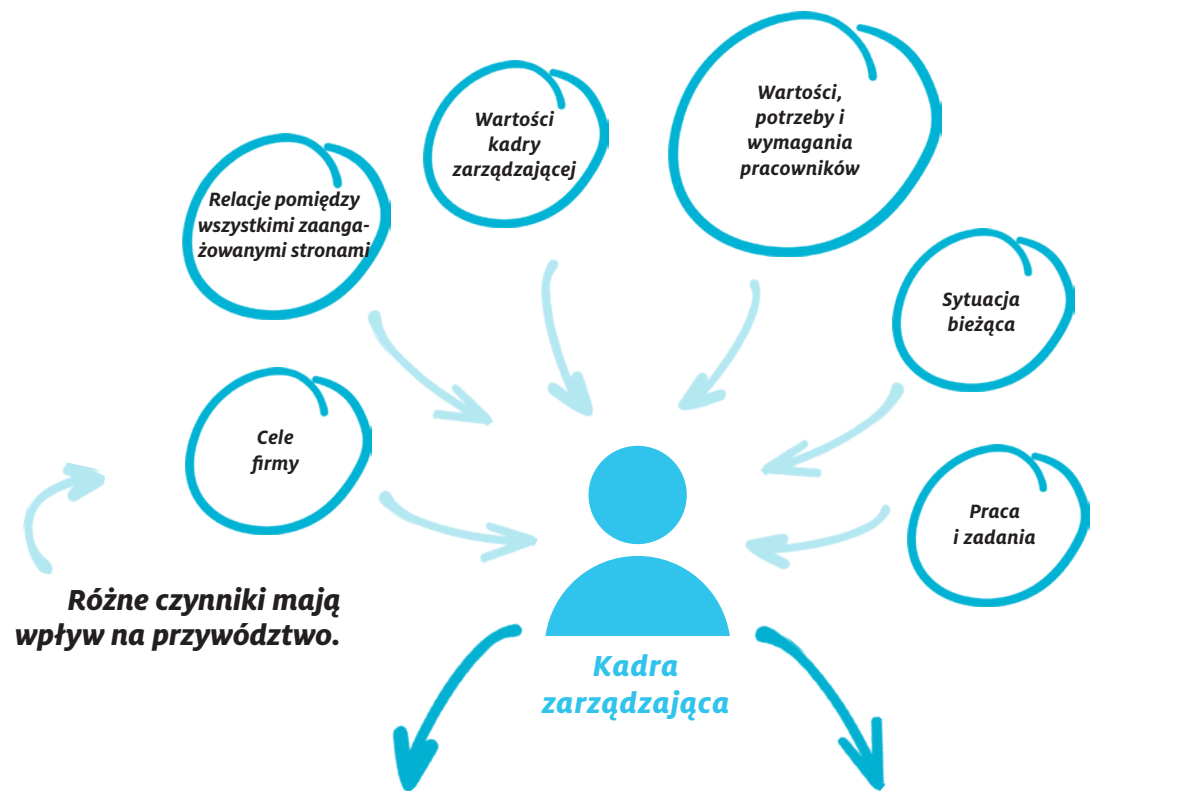 Wartości,
potrzeby i
wymagania
pracowników
Wartości
kadry
zarządzającej
Relacje pomiędzy
wszystkimi zaanga-
żowanymi stronami
Sytuacja
bieżąca
Cele
firmy
Praca
i zadania
Różne czynniki mają
wpływ na przywództwo.
Kadra
zarządzająca